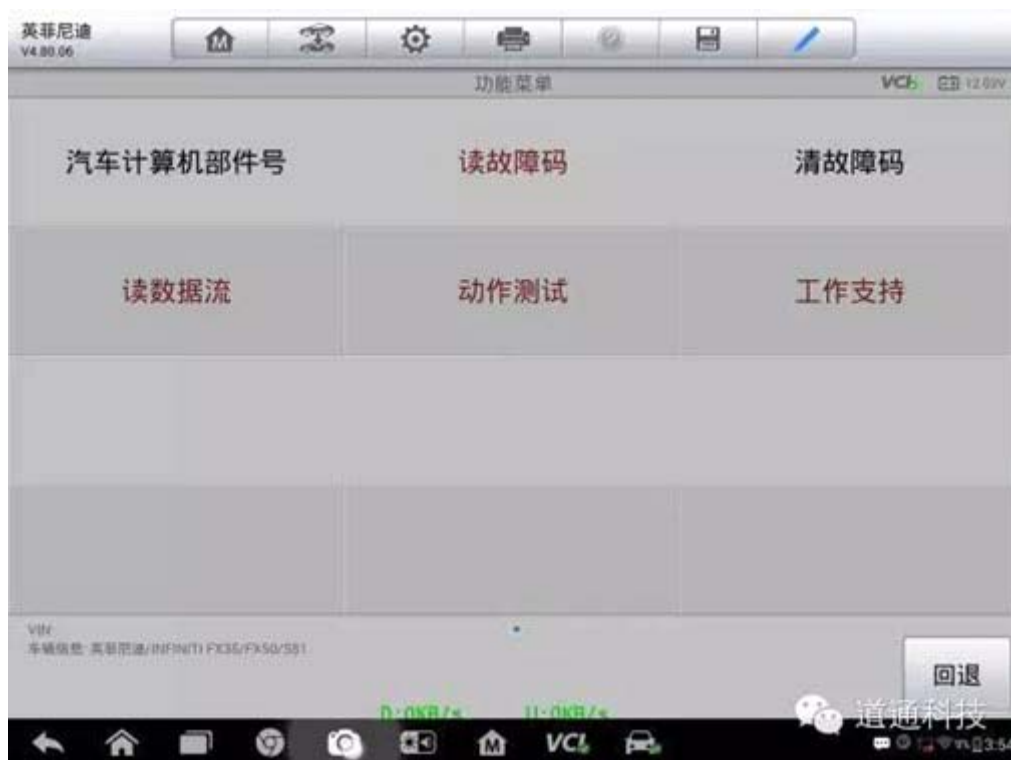 英菲尼迪
V4.80.06
功能菜单
VCI
汽车计算机部件号
读故障码
清故障码
读数据流
动作测试
工作支持
VIN
车辆信息: 英菲尼迪/INFINITI FX35/FX50/S51
回退
D:0KB/s U:0KB/s
道通科技
VCI
3:54